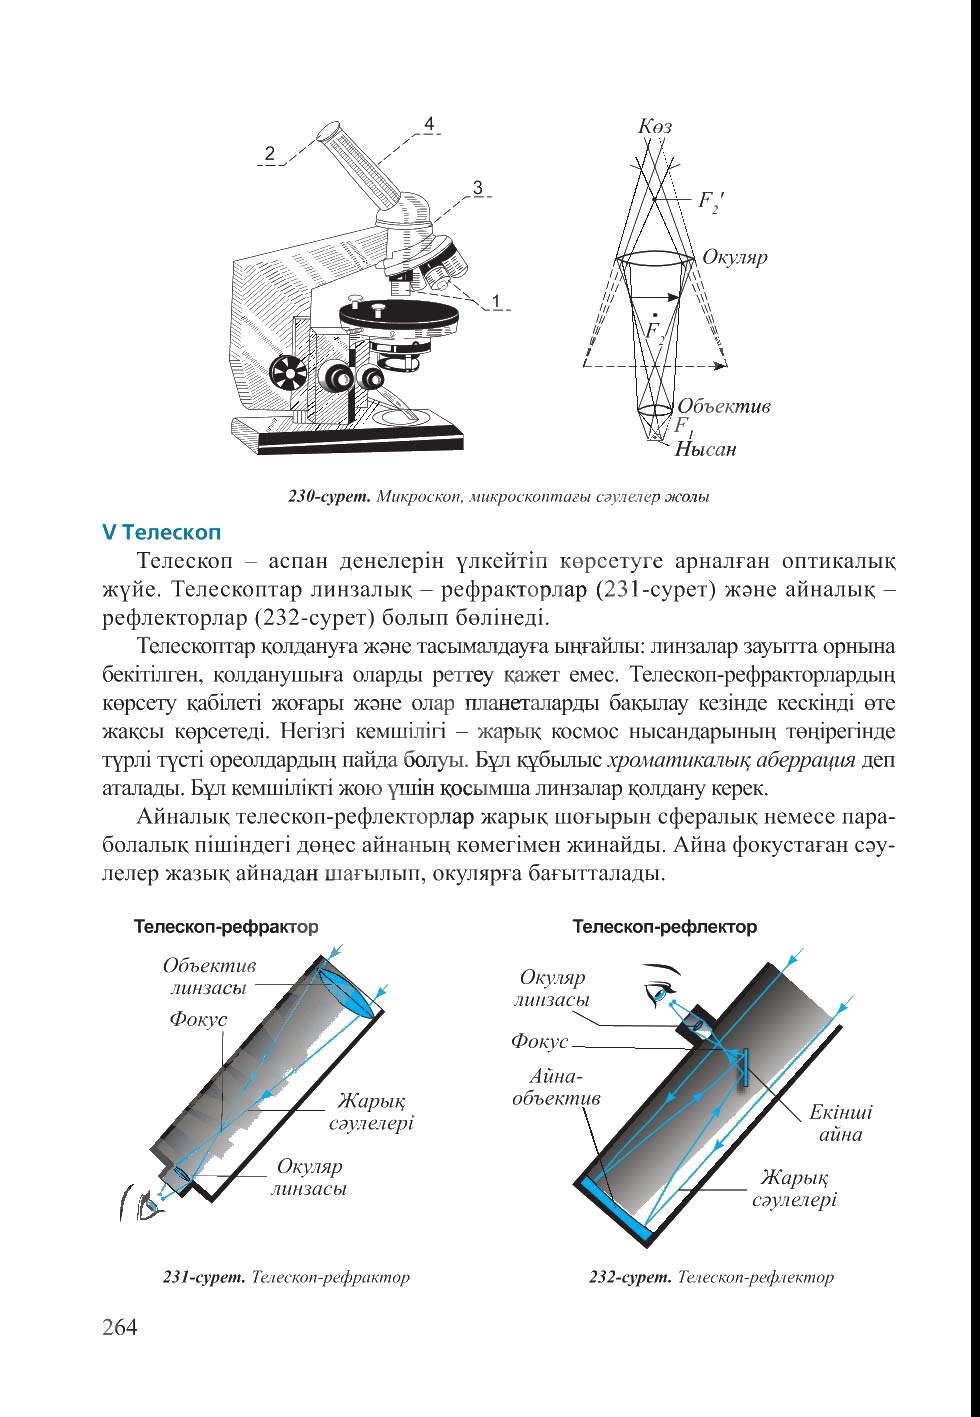 4
2
3
1
Көз
F₂'
Окуляр
F₂
Объектив
F₁
Нысан
230-сурет. Микроскоп, микроскоптағы сәулелер жолы
V Телескоп
Телескоп – аспан денелерін үлкейтіп көрсетуге арналған оптикалық
жүйе. Телескоптар линзалық – рефракторлар (231-сурет) және айналық –
рефлекторлар (232-сурет) болып бөлінеді.
Телескоптар қолдануға және тасымалдауға ыңғайлы: линзалар зауытта орнына
бекітілген, қолданушыға оларды реттеу қажет емес. Телескоп-рефракторлардың
көрсету қабілеті жоғары және олар планеталарды бақылау кезінде кескінді өте
жақсы көрсетеді. Негізгі кемшілігі – жарық космос нысандарының төңірегінде
түрлі түсті ореолдардың пайда болуы. Бұл құбылыс хроматикалық аберрация деп
аталады. Бұл кемшілікті жою үшін қосымша линзалар қолдану керек.
Айналық телескоп-рефлекторлар жарық шоғырын сфералық немесе пара-
болалық пішіндегі дөңес айнаның көмегімен жинайды. Айна фокустаған сәу-
лелер жазық айнадан шағылып, окулярға бағытталады.
Телескоп-рефрактор
Объектив
линзасы
Фокус
Жарық
сәулелері
Окуляр
линзасы
231-сурет. Телескоп-рефрактор
Телескоп-рефлектор
Окуляр
линзасы
Фокус
Айна-
объектив
Екінші
айна
Жарық
сәулелері
232-сурет. Телескоп-рефлектор
264